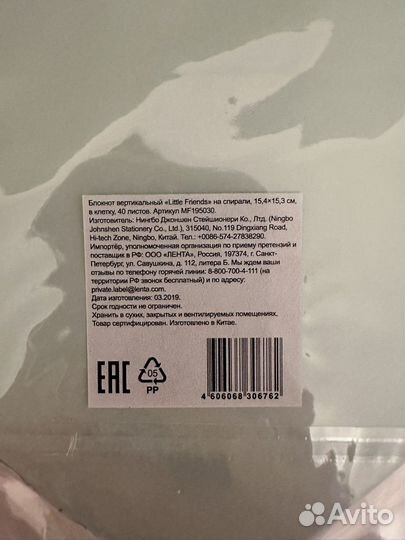 Блокнот вертикальный «Little Friends» на спирали, 15,4×15,3 см,
в клетку, 40 листов. Артикул MF195030.
Изготовитель: Нингбо Джоншен Стейшионери Ко., Лтд. (Ningbo
Johnshen Stationery Co., Ltd.), 315040, No.119 Dingxiang Road,
Hi-tech Zone, Ningbo, Китай. Тел.: +0086-574-27838290.
Импортёр, уполномоченная организация по приему претензий и
поставщик в РФ: ООО «ЛЕНТА», Россия, 197374, г. Санкт-
Петербург, ул. Савушкина, д. 112, литера Б. Мы ждем ваши
отзывы по телефону горячей линии: 8-800-700-4-111 (на
территории РФ звонок бесплатный) и по адресу:
private.label@lenta.com.
Дата изготовления: 03.2019.
Срок годности не ограничен.
Хранить в сухих, закрытых и вентилируемых помещениях.
Товар сертифицирован. Изготовлено в Китае.
EAC
05
PP
4 606068 306762
Avito